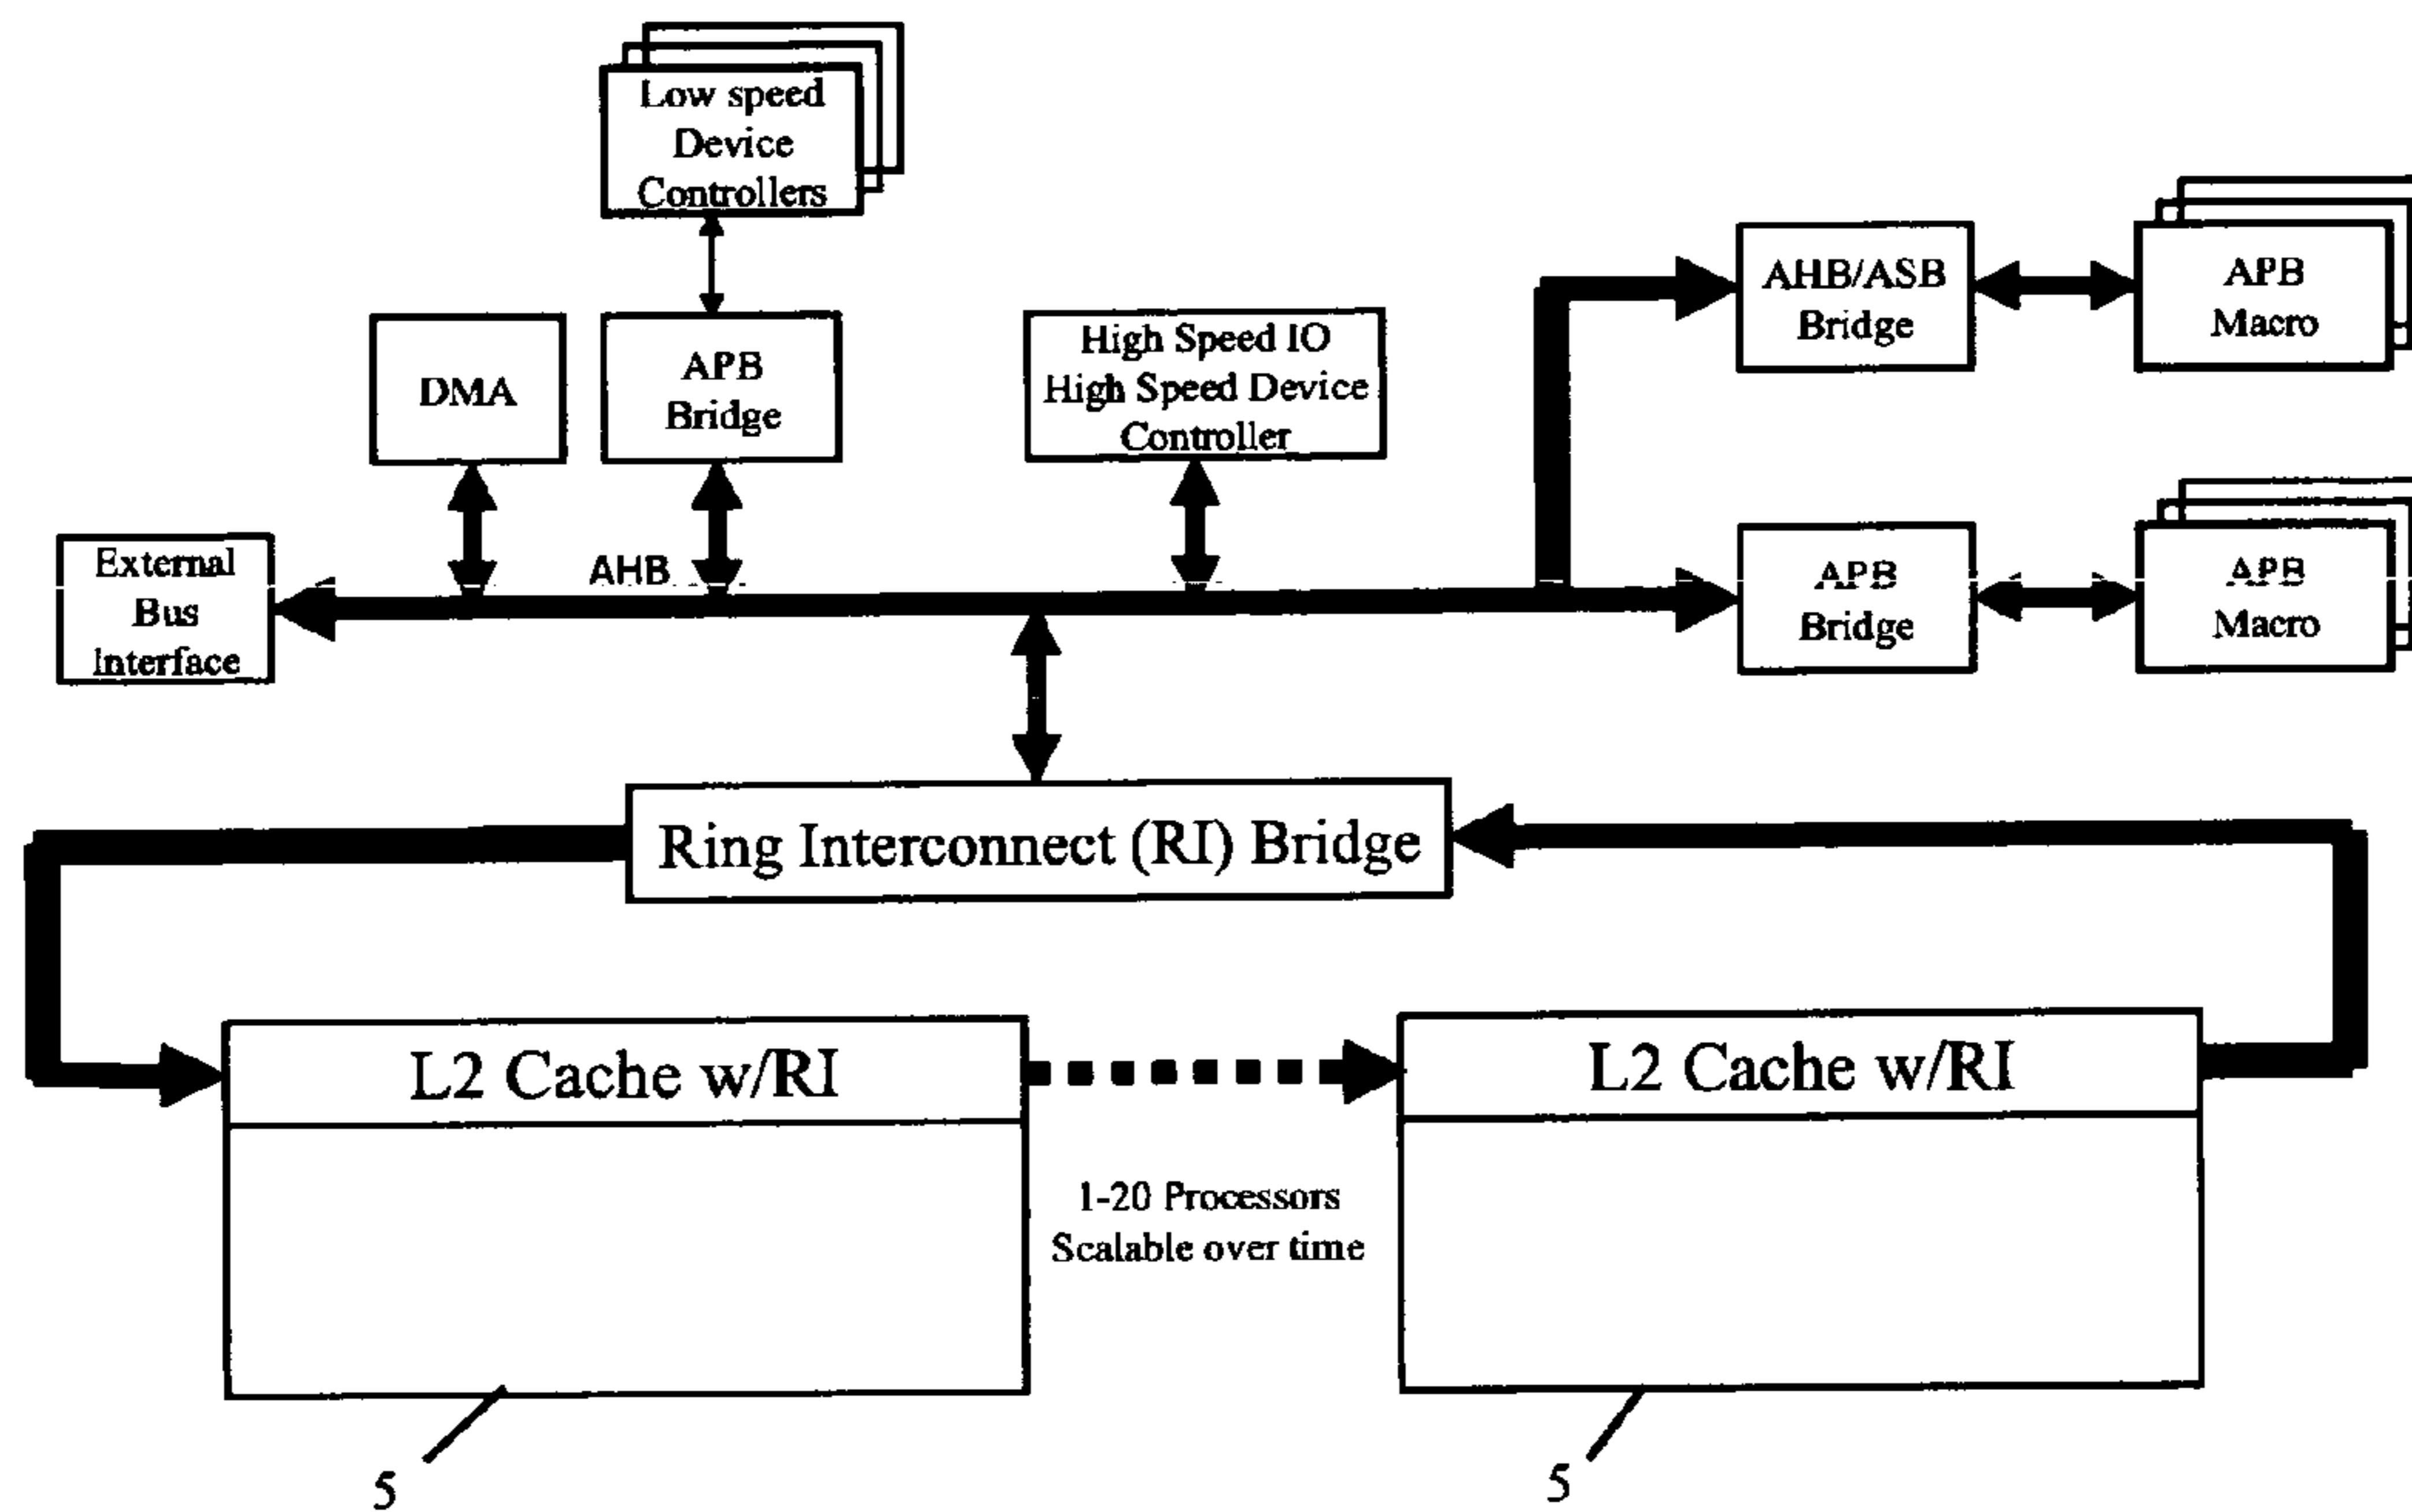 Low speed
Device
Controllers
DMA
APB
Bridge
High Speed IO
High Speed Device
Controller
AHB/ASB
Bridge
APB
Macro
External
Bus
Interface
AHB
APB
Bridge
APB
Macro
Ring Interconnect (RI) Bridge
L2 Cache w/RI
L2 Cache w/RI
1-20 Processors
Scalable over time
5
5